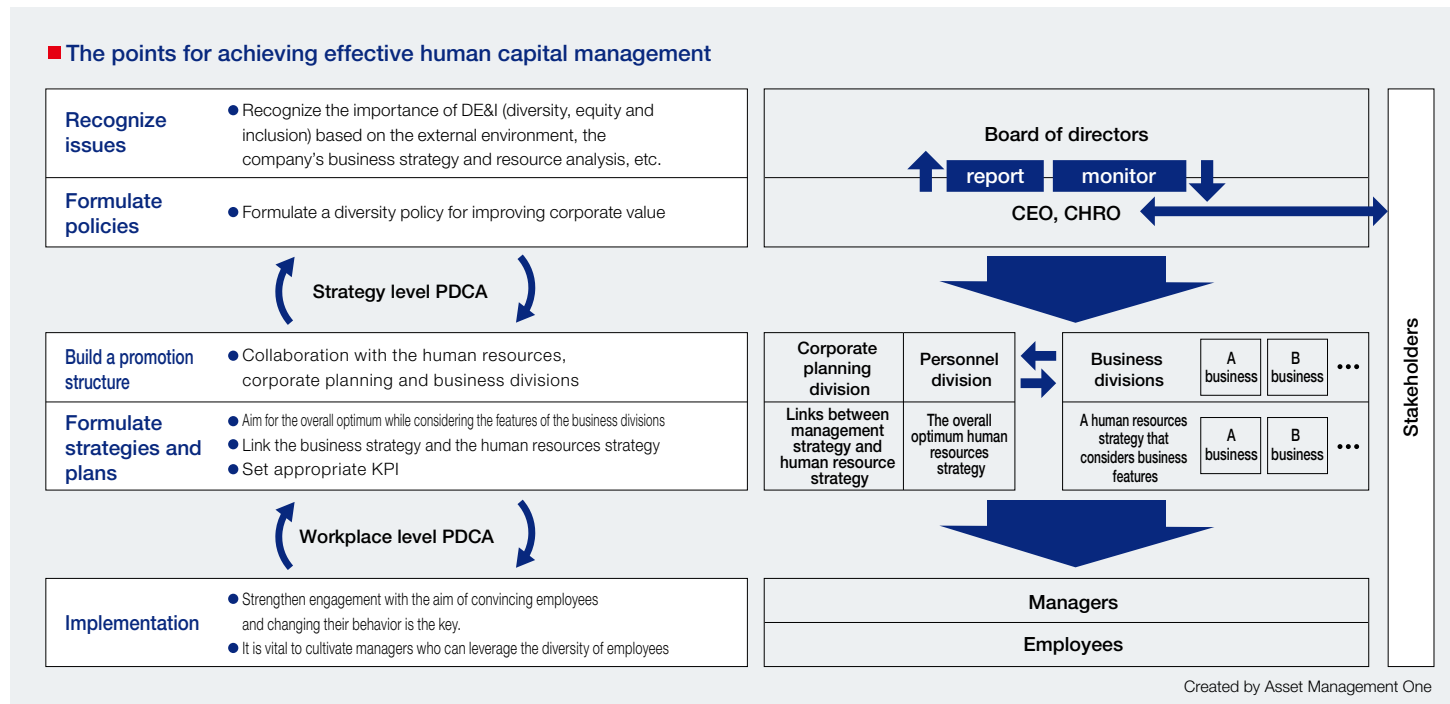 The points for achieving effective human capital management
Recognize
issues
Recognize the importance of DE&I (diversity, equity and
inclusion) based on the external environment, the
company's business strategy and resource analysis, etc.
Formulate
policies
Formulate a diversity policy for improving corporate value
Strategy level PDCA
Build a promotion
structure
Collaboration with the human resources,
corporate planning and business divisions
Formulate
strategies and
plans
Aim for the overall optimum while considering the features of the business divisions
Link the business strategy and the human resources strategy
Set appropriate KPI
Workplace level PDCA
Implementation
Strengthen engagement with the aim of convincing employees
and changing their behavior is the key.
It is vital to cultivate managers who can leverage the diversity of employees
Board of directors
report
monitor
CEO, CHRO
Corporate
planning
division
Personnel
division
Business
divisions
A
business
B
business
•••
Links between
management
strategy and
human resource
strategy
The overall
optimum human
resources
strategy
A human resources
strategy that
considers business
features
A
business
B
business
•••
Managers
Employees
Stakeholders
Created by Asset Management One